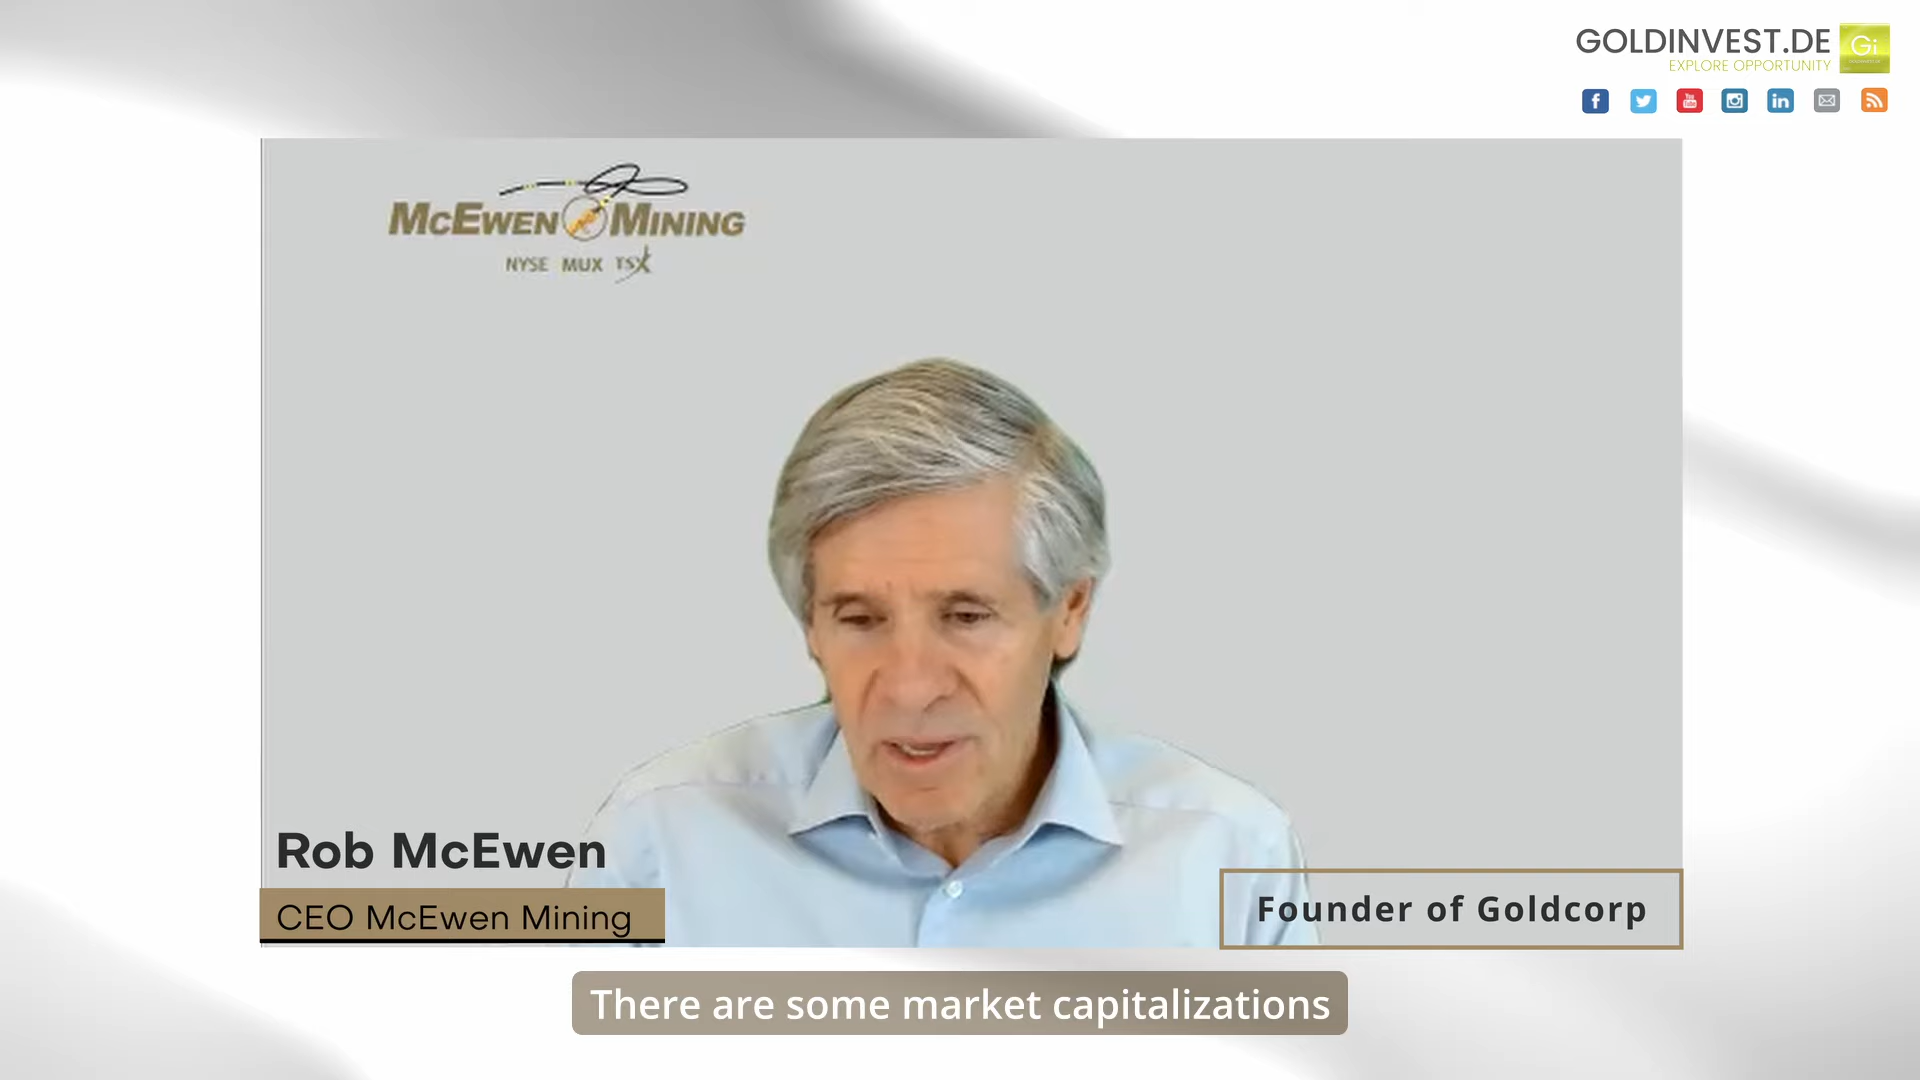 GOLDINVEST.DE
EXPLORE OPPORTUNITY
Gi
McEwen Mining
NYSE MUX TSX
Rob McEwen
CEO McEwen Mining
Founder of Goldcorp
There are some market capitalizations